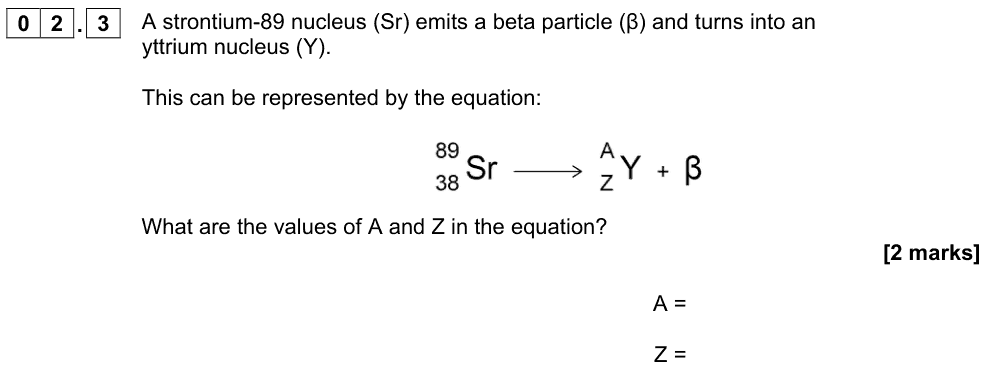 0 2 . 3 A strontium-89 nucleus (Sr) emits a beta particle (β) and turns into an
yttrium nucleus (Y).
This can be represented by the equation:
89 38 Sr ⟶ A Z Y + β
What are the values of A and Z in the equation?
[2 marks]
A =
Z =